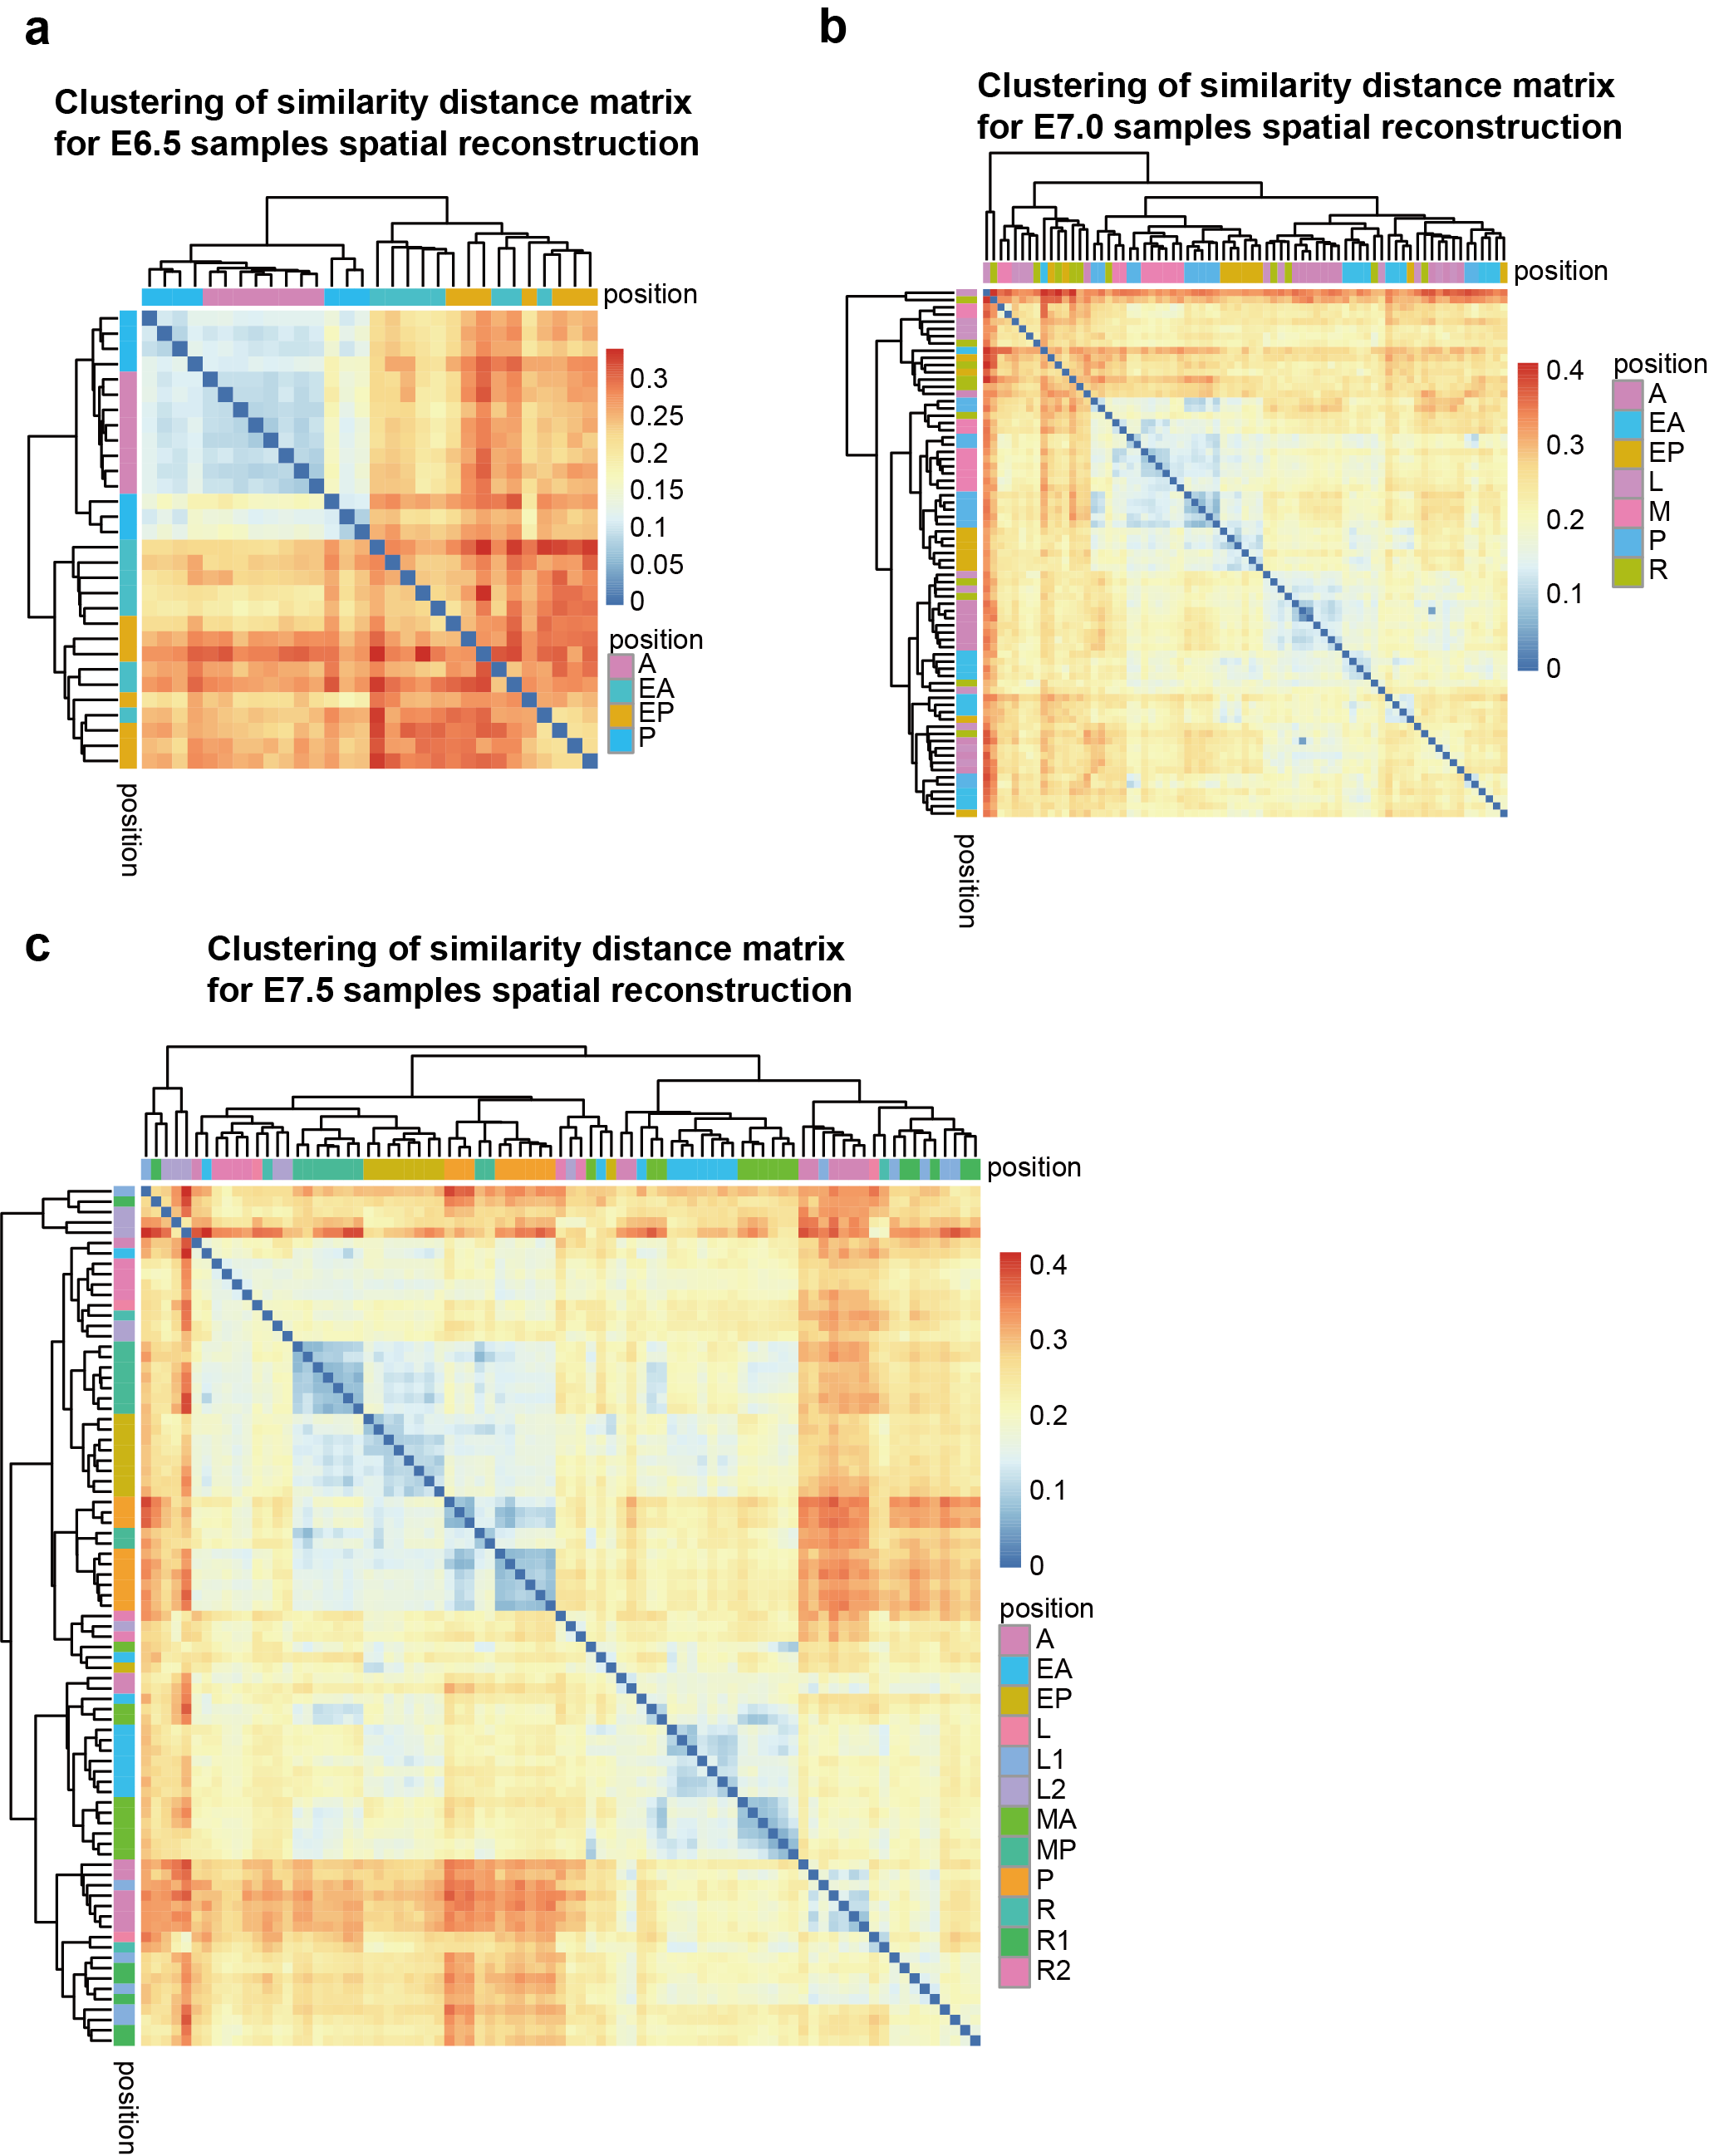 a
Clustering of similarity distance matrix
for E6.5 samples spatial reconstruction
position
0.3
0.25
0.2
0.15
0.1
0.05
0
position
A
EA
EP
P
position
b
Clustering of similarity distance matrix
for E7.0 samples spatial reconstruction
position
0.4
0.3
0.2
0.1
0
position
A
EA
EP
L
M
P
R
position
c
Clustering of similarity distance matrix
for E7.5 samples spatial reconstruction
position
0.4
0.3
0.2
0.1
0
position
A
EA
EP
L
L1
L2
MA
MP
P
R
R1
R2
position